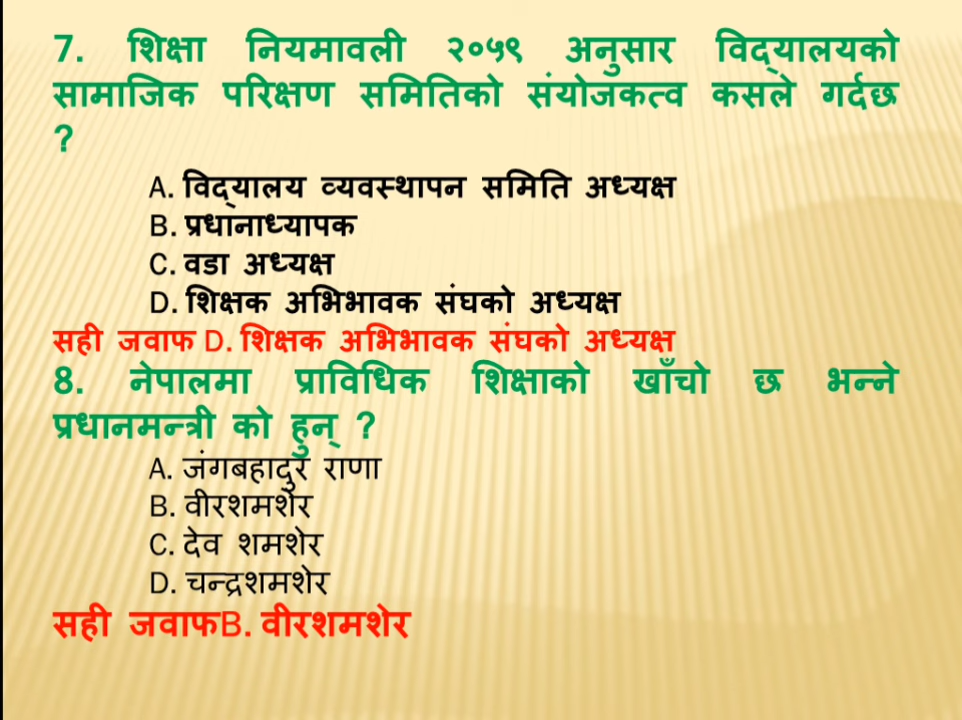 7. शिक्षा नियमावली २०५९ अनुसार विद्यालयको
सामाजिक परिक्षण समितिको संयोजकत्व कसले गर्दछ
?
A. विद्यालय व्यवस्थापन समिति अध्यक्ष
B. प्रधानाध्यापक
C. वडा अध्यक्ष
D. शिक्षक अभिभावक संघको अध्यक्ष
सही जवाफ D. शिक्षक अभिभावक संघको अध्यक्ष
8. नेपालमा प्राविधिक शिक्षाको खाँचो छ भन्ने
प्रधानमन्त्री को हुन् ?
A. जंगबहादुर राणा
B. वीरशमशेर
C. देव शमशेर
D. चन्द्रशमशेर
सही जवाफB. वीरशमशेर